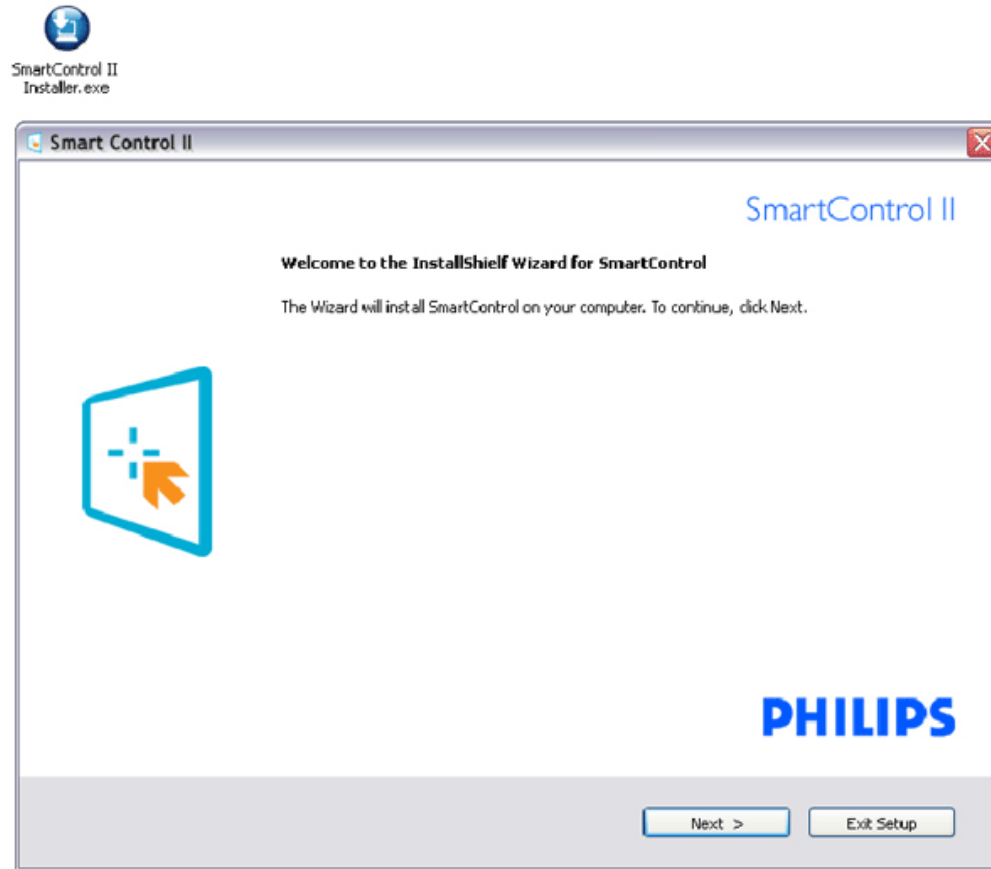 SmartControl II
Installer.exe
Smart Control II
SmartControl II
Welcome to the InstallShielf Wizard for SmartControl
The Wizard will install SmartControl on your computer. To continue, click Next.
PHILIPS
Next >
Exit Setup